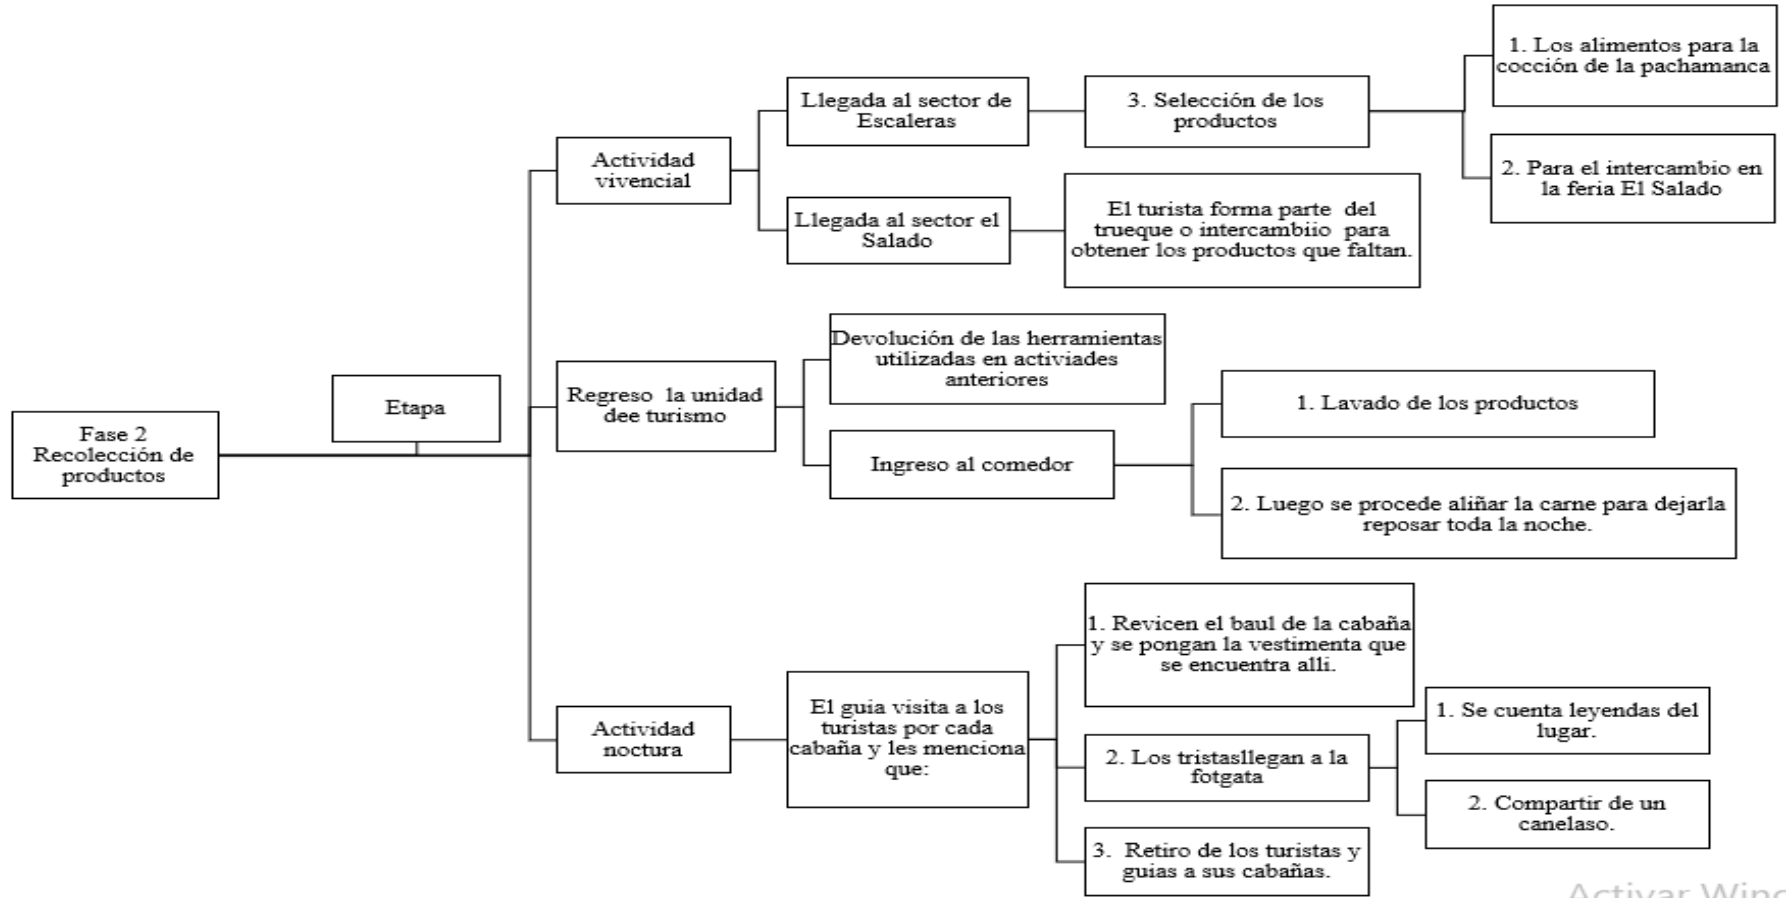 Fase 2
Recolección de
productos
Etapa
Actividad
vivencial
Llegada al sector de
Escaleras
3. Selección de los
productos
1. Los alimentos para la
cocción de la pachamanca
2. Para el intercambio en
la feria El Salado
Llegada al sector el
Salado
El turista forma parte  del
trueque o intercambiio  para
obtener los productos que faltan.
Regreso  la unidad
dee turismo
Devolución de las herramientas
utilizadas en activiades
anteriores
Ingreso al comedor
1. Lavado de los productos
2. Luego se procede aliñar la carne para dejarla
reposar toda la noche.
Actividad
noctura
El guia visita a los
turistas por cada
cabaña y les menciona
que:
1. Revicen el baul de la cabaña
y se pongan la vestimenta que
se encuentra alli.
2. Los tristasllegan a la
fotgata
1. Se cuenta leyendas del
lugar.
2. Compartir de un
canelaso.
3.  Retiro de los turistas y
guias a sus cabañas.
Activar Wind